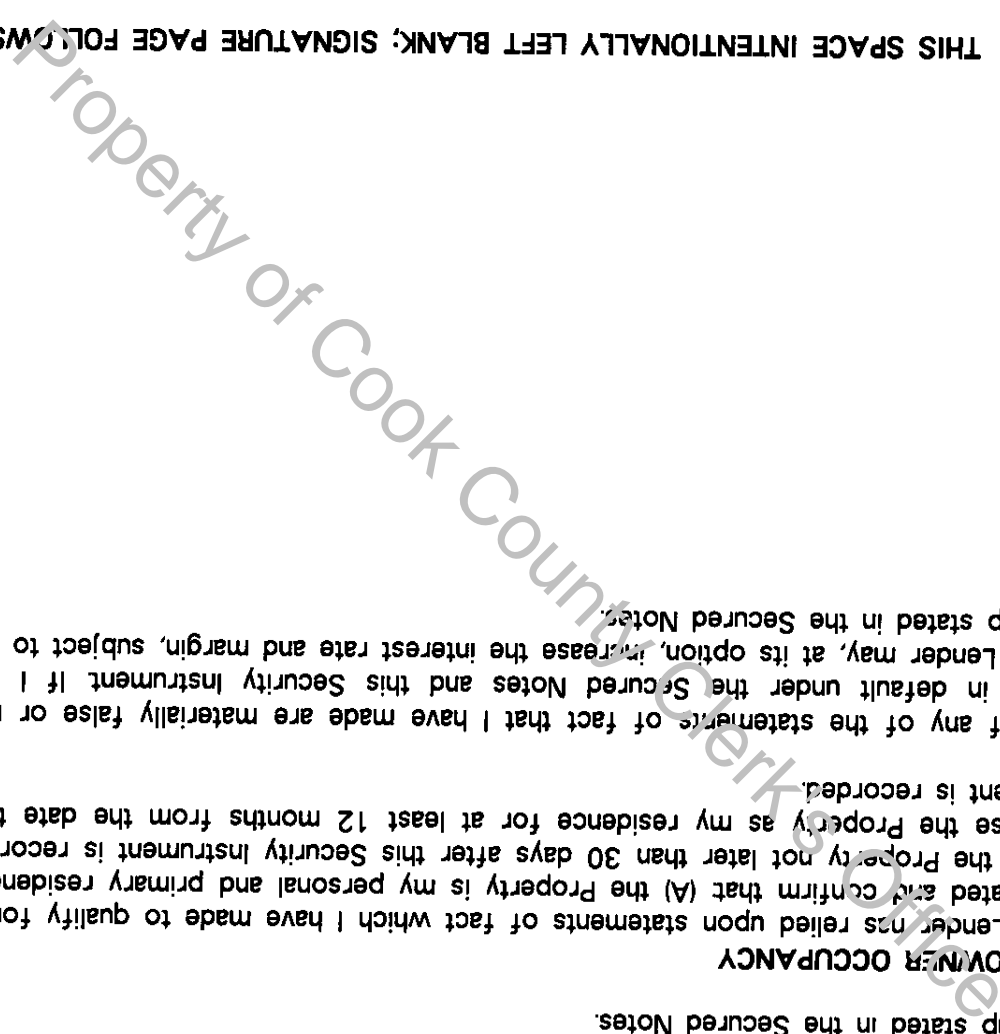 stated in the Secured Notes.
OWNER OCCUPANCY
Lender has relied upon statements of fact which I have made to qualify for
ated and confirm that (A) the Property is my personal and primary residen
the Property not later than 30 days after this Security Instrument is recor
se the Property as my residence for at least 12 months from the date t
ent is recorded.
f any of the statements of fact that I have made are materially false or
in default under the Secured Notes and this Security Instrument. If I
Lender may, at its option, increase the interest rate and margin, subject to
p stated in the Secured Notes.
THIS SPACE INTENTIONALLY LEFT BLANK; SIGNATURE PAGE FOLLOWS
Property of Cook County Clerk's Office